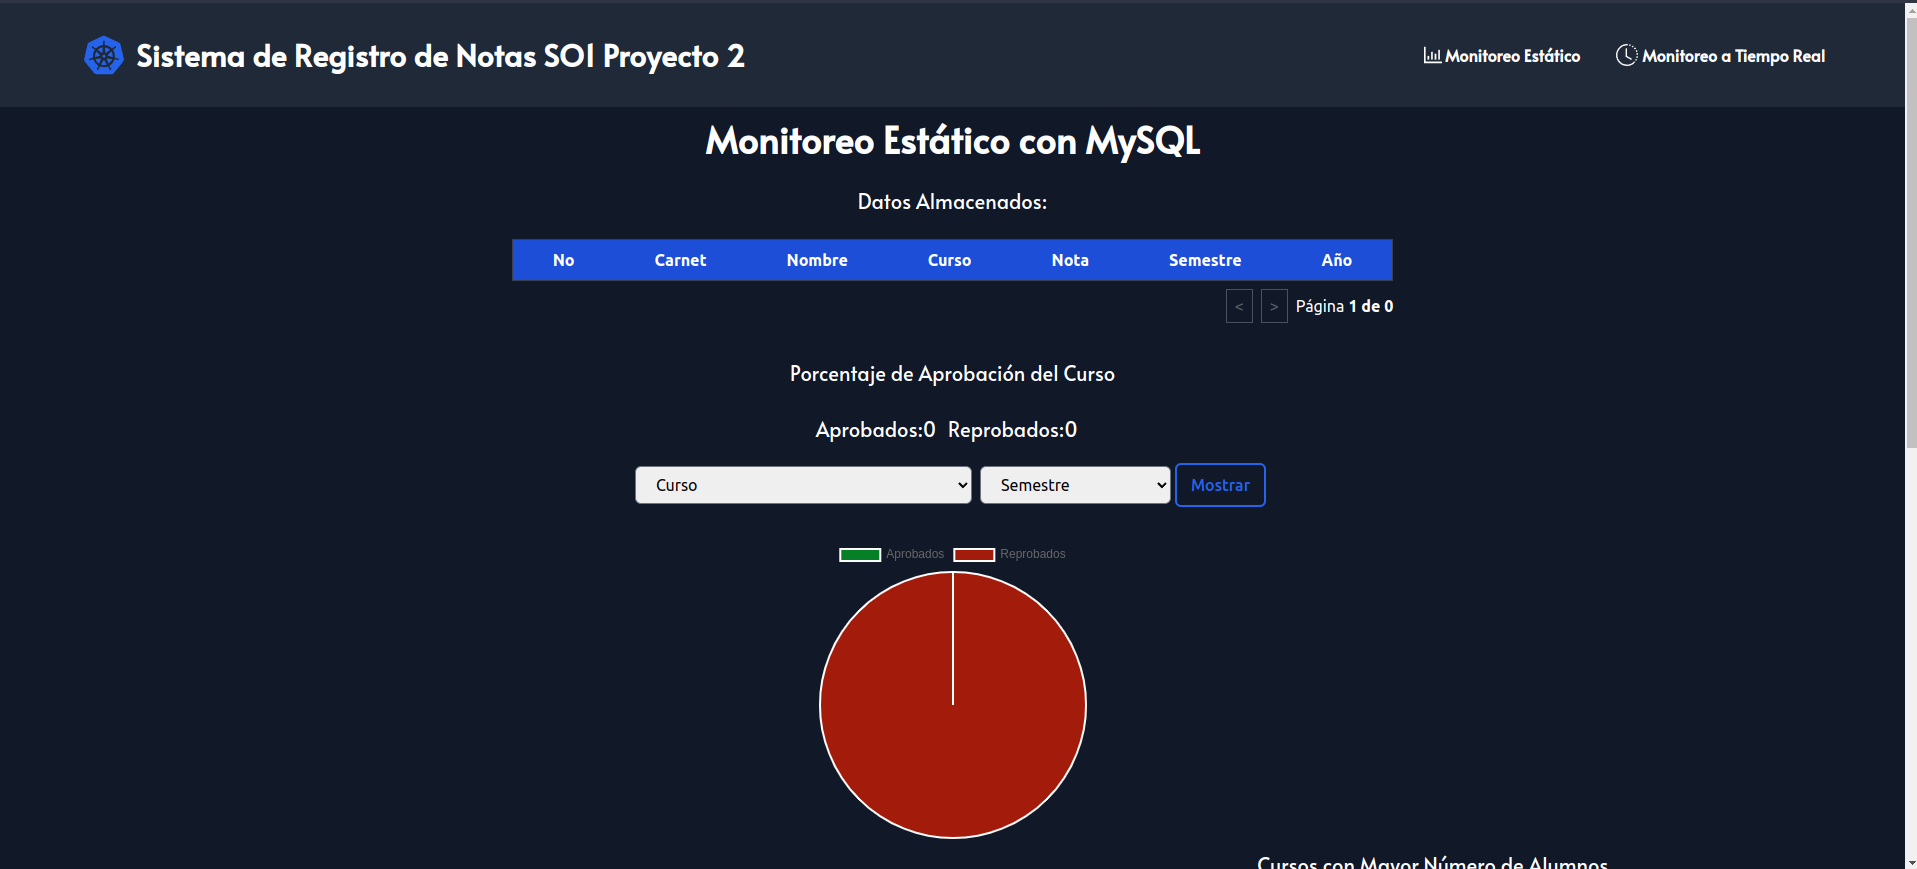 Sistema de Registro de Notas SO1 Proyecto 2
Monitoreo Estático
Monitoreo a Tiempo Real
Monitoreo Estático con MySQL
Datos Almacenados:
No Carnet Nombre Curso Nota Semestre Año
< > Página 1 de 0
Porcentaje de Aprobación del Curso
Aprobados:0 Reprobados:0
Curso Semestre Mostrar
Aprobados Reprobados
Cursos con Mayor Número de Alumnos